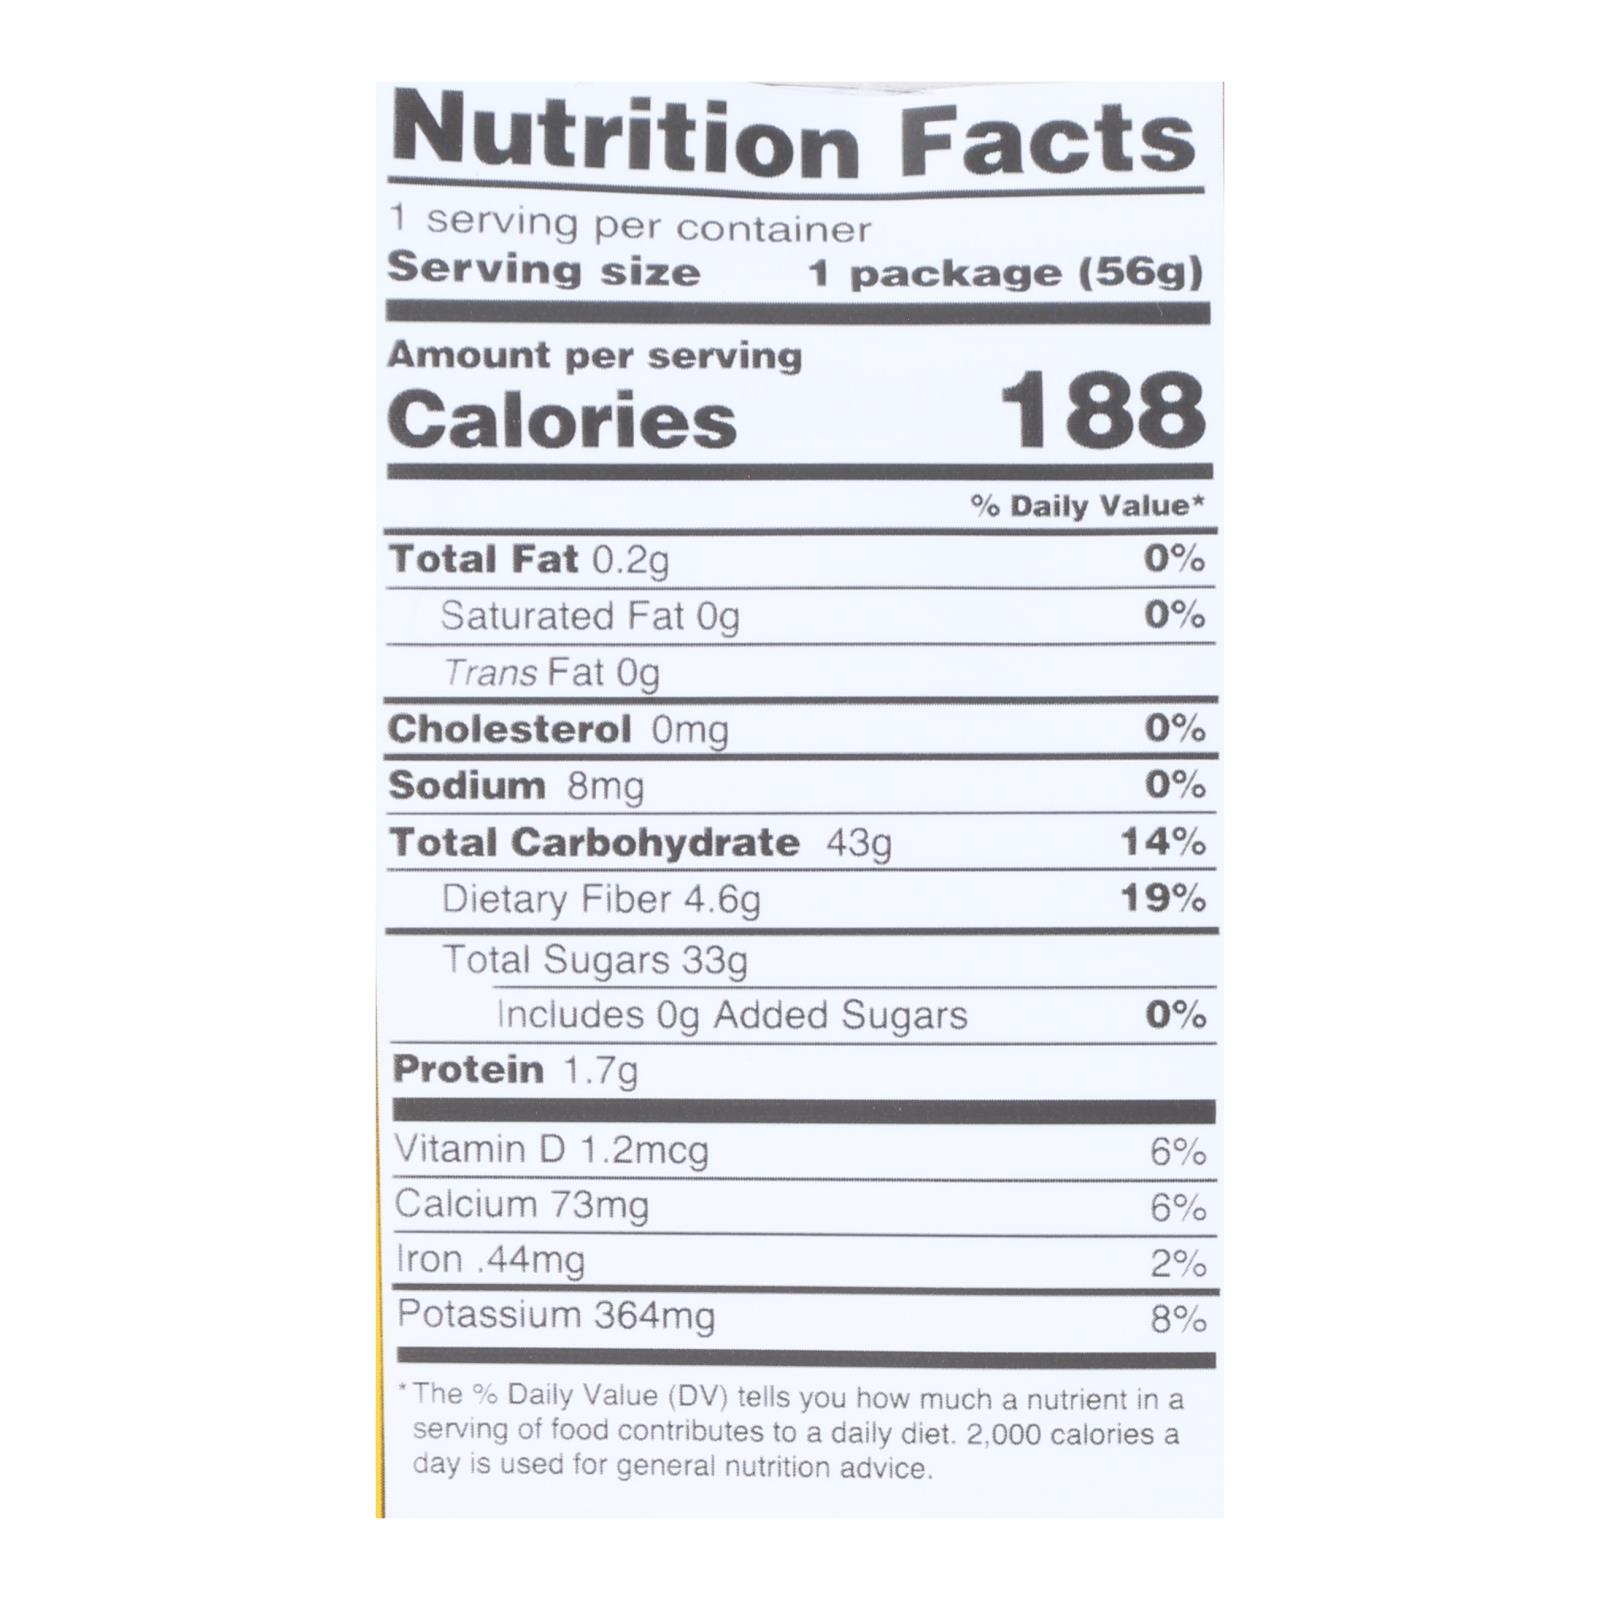 Nutrition Facts
1 serving per container
Serving size 1 package (56g)
Amount per serving
Calories 188
% Daily Value*
Total Fat 0.2g 0%
Saturated Fat 0g 0%
Trans Fat 0g
Cholesterol 0mg 0%
Sodium 8mg 0%
Total Carbohydrate 43g 14%
Dietary Fiber 4.6g 19%
Total Sugars 33g
Includes 0g Added Sugars 0%
Protein 1.7g
Vitamin D 1.2mcg 6%
Calcium 73mg 6%
Iron .44mg 2%
Potassium 364mg 8%
*The % Daily Value (DV) tells you how much a nutrient in a
serving of food contributes to a daily diet. 2,000 calories a
day is used for general nutrition advice.